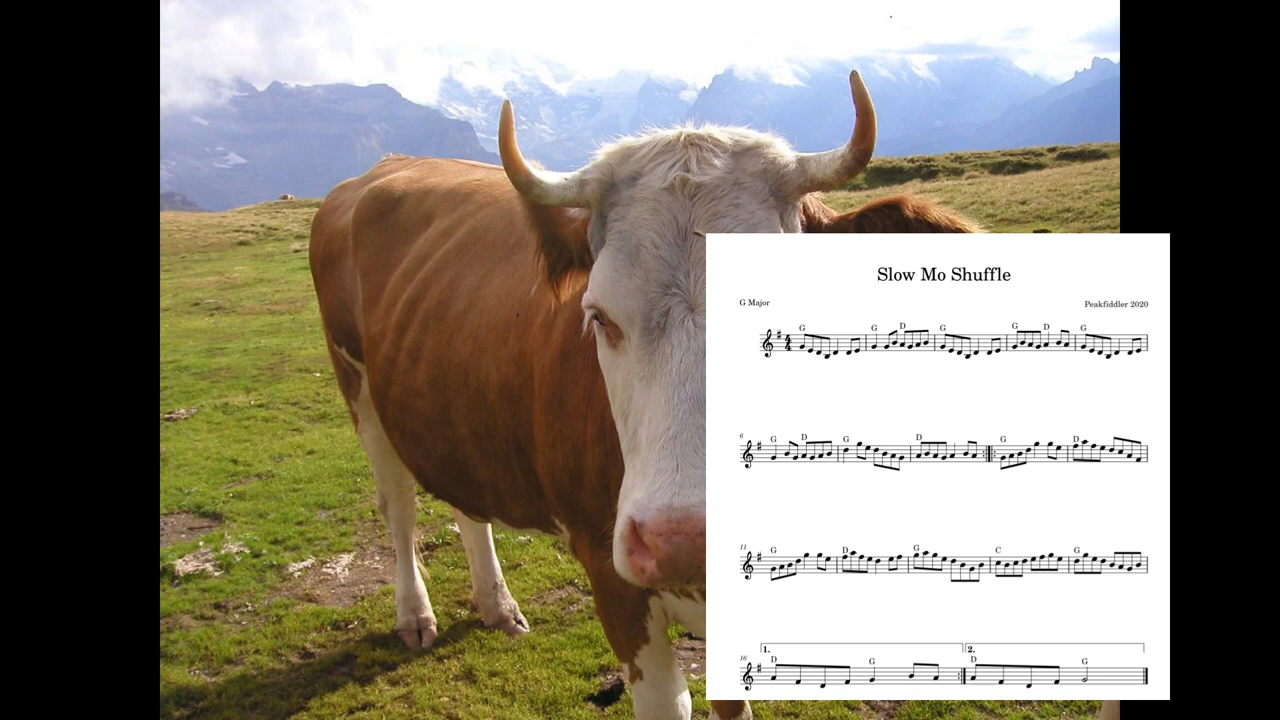 Slow Mo Shuffle
G Major
Peakfiddler 2020
G G D G G D G
6
G D G D G D
11
G D G C G
1. 2.
16
D G D G